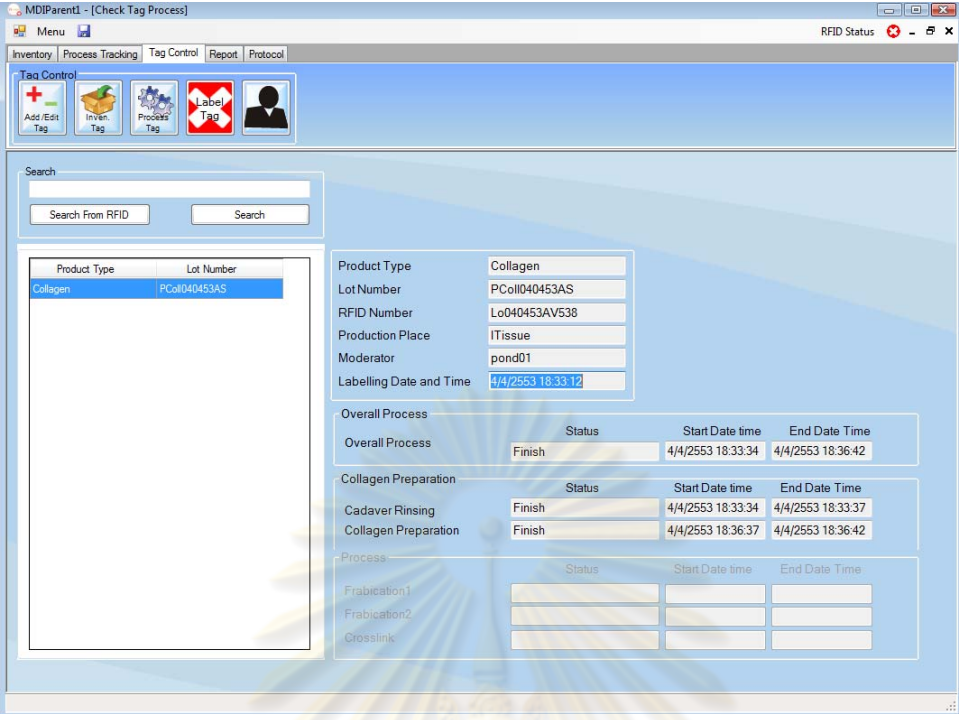 MDIParent1 - [Check Tag Process]
Menu RFID Status
Inventory Process Tracking Tag Control Report Protocol
Tag Control
Add /Edit Tag
Inven. Tag
Process Tag
Label Tag
Search
Search From RFID Search
Product Type Lot Number
Collagen PColl040453AS
Product Type Collagen
Lot Number PColl040453AS
RFID Number Lo040453AV538
Production Place ITissue
Moderator pond01
Labelling Date and Time 4/4/2553 18:33:12
Overall Process
Status Start Date time End Date Time
Overall Process Finish 4/4/2553 18:33:34 4/4/2553 18:36:42
Collagen Preparation
Status Start Date time End Date Time
Cadaver Rinsing Finish 4/4/2553 18:33:34 4/4/2553 18:33:37
Collagen Preparation Finish 4/4/2553 18:36:37 4/4/2553 18:36:42
Process
Status Start Date time End Date Time
Frabication1
Frabication2
Crosslink